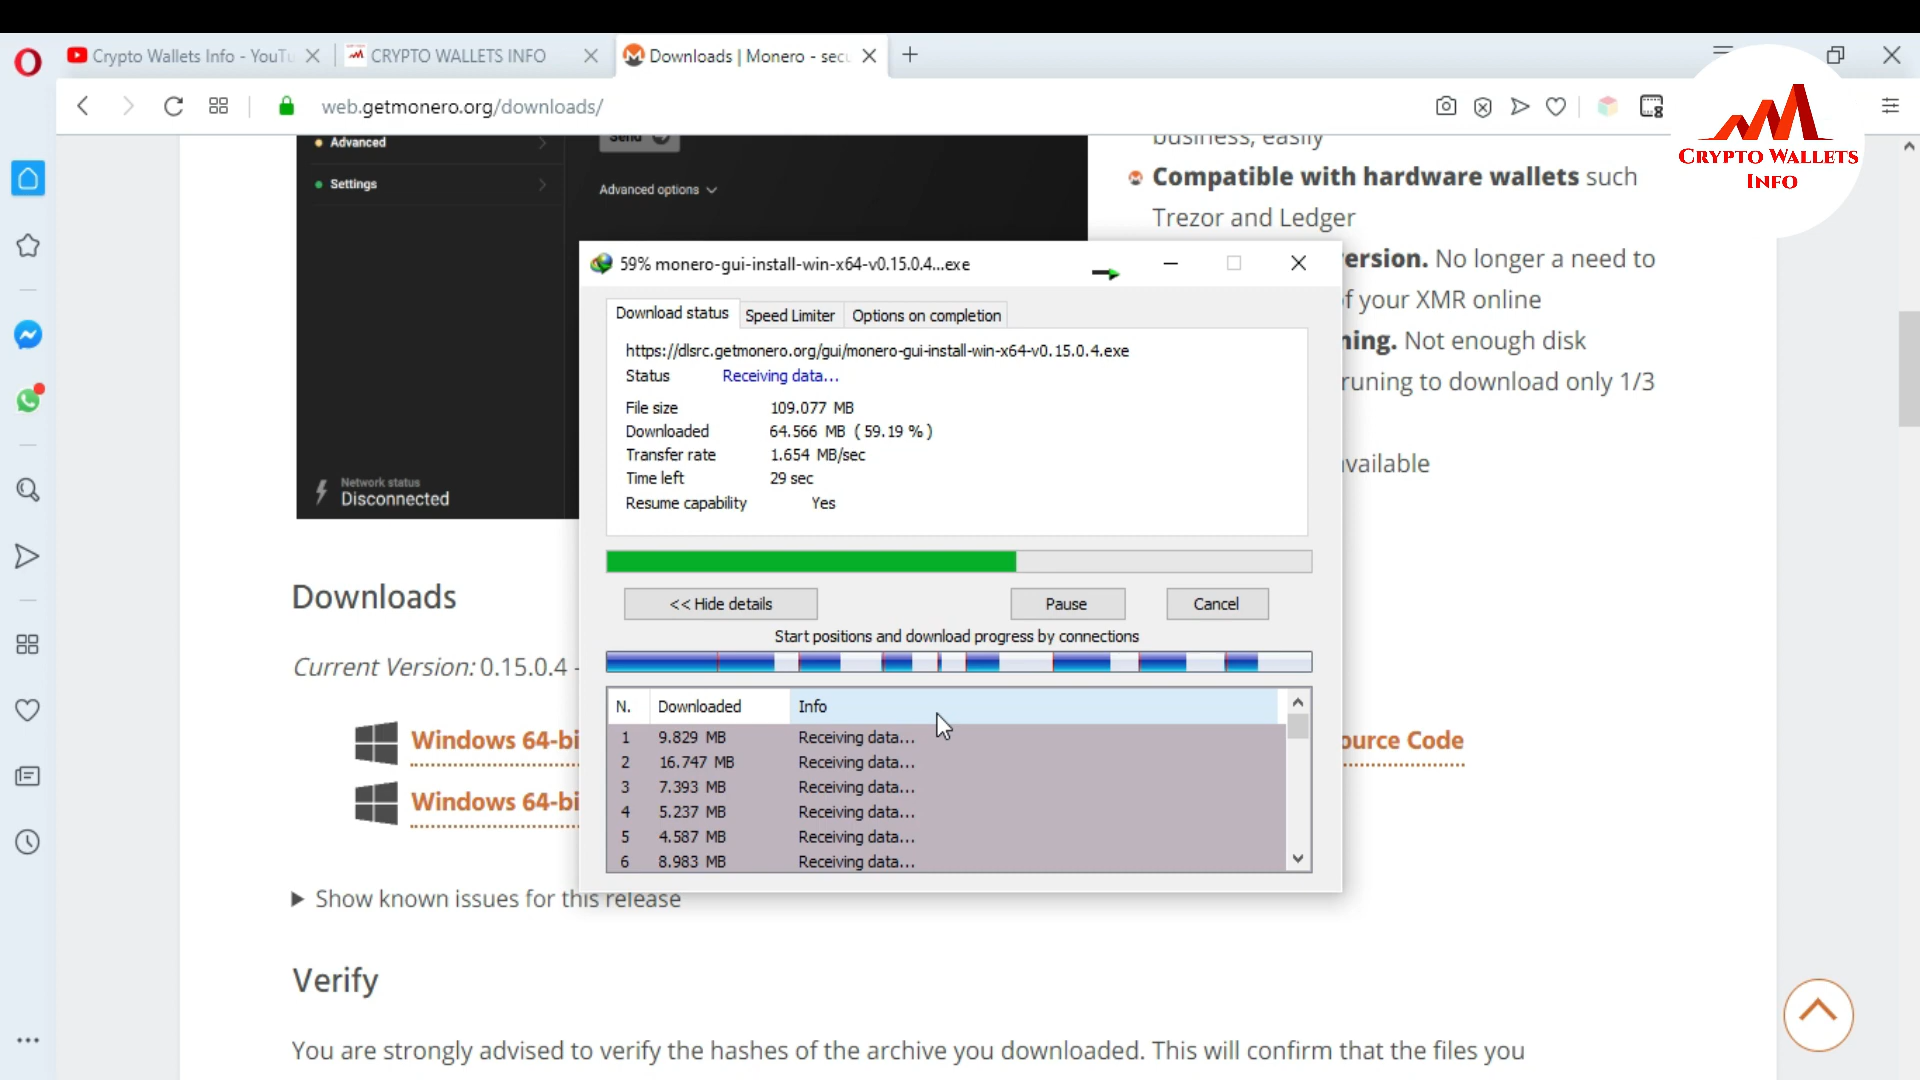 Crypto Wallets Info - YouTu
CRYPTO WALLETS INFO
Downloads | Monero - secu
web.getmonero.org/downloads/
CRYPTO WALLETS
INFO
Advanced
Settings
Send
Advanced options
Network status
Disconnected
business, easily
Compatible with hardware wallets such
Trezor and Ledger
ersion. No longer a need to
of your XMR online
ning. Not enough disk
runing to download only 1/3
vailable
59% monero-gui-install-win-x64-v0.15.0.4...exe
Download status
Speed Limiter
Options on completion
https://dlsrc.getmonero.org/gui/monero-gui-install-win-x64-v0.15.0.4.exe
Status Receiving data...
File size 109.077 MB
Downloaded 64.566 MB ( 59.19 % )
Transfer rate 1.654 MB/sec
Time left 29 sec
Resume capability Yes
<< Hide details
Pause
Cancel
Start positions and download progress by connections
N. Downloaded Info
1 9.829 MB Receiving data...
2 16.747 MB Receiving data...
3 7.393 MB Receiving data...
4 5.237 MB Receiving data...
5 4.587 MB Receiving data...
6 8.983 MB Receiving data...
Downloads
Current Version: 0.15.0.4 -
Windows 64-bi
ource Code
Windows 64-bi
Show known issues for this release
Verify
You are strongly advised to verify the hashes of the archive you downloaded. This will confirm that the files you